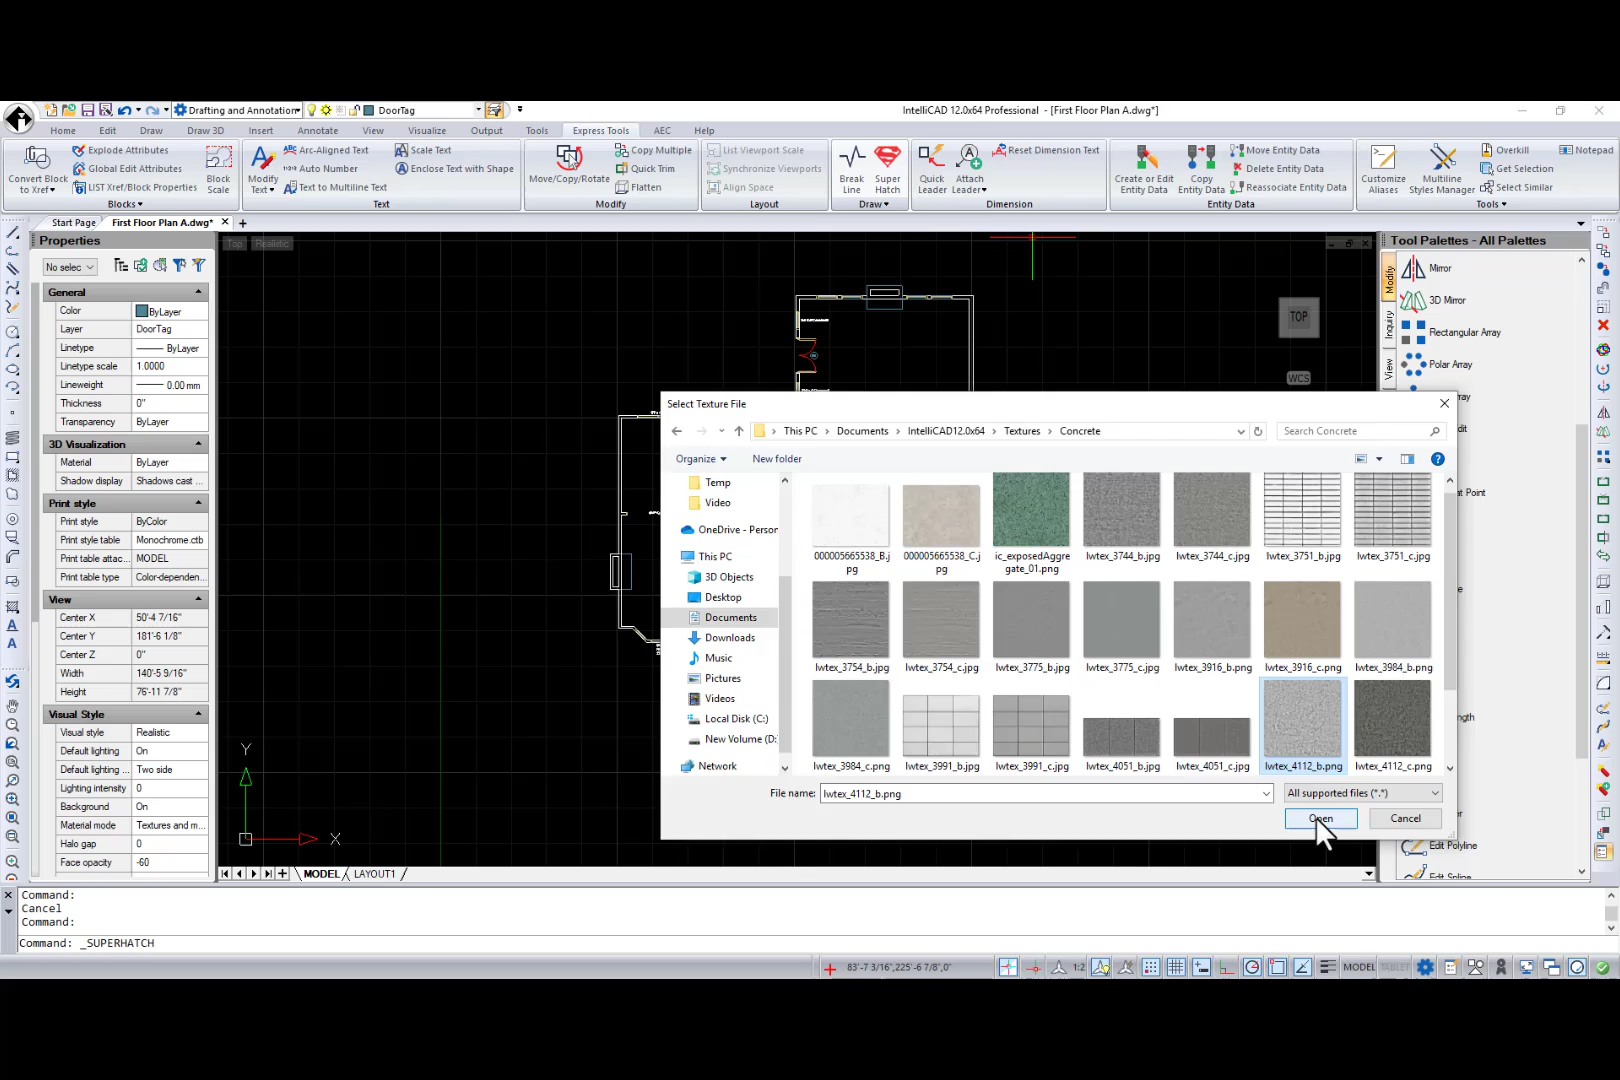 Drafting and Annotation
DoorTag
IntelliCAD 12.0x64 Professional - [First Floor Plan A.dwg*]
Home Edit Draw Draw 3D Insert Annotate View Visualize Output Tools Express Tools AEC Help
Convert Block to Xref
Explode Attributes
Global Edit Attributes
LIST Xref/Block Properties
Block Scale
Blocks
Modify Text
Arc-Aligned Text
Auto Number
Text to Multiline Text
Scale Text
Enclose Text with Shape
Text
Move/Copy/Rotate
Copy Multiple
Quick Trim
Flatten
Modify
List Viewport Scale
Synchronize Viewports
Align Space
Layout
Break Line
Super Hatch
Draw
Quick Leader
Attach Leader
Reset Dimension Text
Dimension
Create or Edit Entity Data
Copy Entity Data
Move Entity Data
Delete Entity Data
Reassociate Entity Data
Entity Data
Customize Aliases
Multiline Styles Manager
Overkill
Get Selection
Select Similar
Notepad
Tools
Start Page
First Floor Plan A.dwg*
Properties
No selec
General
Color ByLayer
Layer DoorTag
Linetype ByLayer
Linetype scale 1.0000
Lineweight 0.00 mm
Thickness 0"
Transparency ByLayer
3D Visualization
Material ByLayer
Shadow display Shadows cast ...
Print style
Print style ByColor
Print style table Monochrome.ctb
Print table attac... MODEL
Print table type Color-dependen...
View
Center X 50'-4 7/16"
Center Y 181'-6 1/8"
Center Z 0"
Width 140'-5 9/16"
Height 76'-11 7/8"
Visual Style
Visual style Realistic
Default lighting On
Default lighting ... Two side
Lighting intensity 0
Background On
Material mode Textures and m...
Halo gap 0
Face opacity -60
Top
Realistic
TOP
WCS
Y
X
Select Texture File
This PC > Documents > IntelliCAD12.0x64 > Textures > Concrete
Search Concrete
Organize
New folder
Temp
Video
OneDrive - Person
This PC
3D Objects
Desktop
Documents
Downloads
Music
Pictures
Videos
Local Disk (C:)
New Volume (D:
Network
000005665538_B.jpg
000005665538_C.jpg
ic_exposedAggregate_01.png
lwtex_3744_b.jpg
lwtex_3744_c.jpg
lwtex_3751_b.jpg
lwtex_3751_c.jpg
lwtex_3754_b.jpg
lwtex_3754_c.jpg
lwtex_3775_b.jpg
lwtex_3775_c.jpg
lwtex_3916_b.png
lwtex_3916_c.png
lwtex_3984_b.png
lwtex_3984_c.png
lwtex_3991_b.jpg
lwtex_3991_c.jpg
lwtex_4051_b.jpg
lwtex_4051_c.jpg
lwtex_4112_b.png
lwtex_4112_c.png
File name: lwtex_4112_b.png
All supported files (*.*)
Open
Cancel
Tool Palettes - All Palettes
Modify
Inquiry
View
Mirror
3D Mirror
Rectangular Array
Polar Array
Edit Polyline
Edit Spline
MODEL
LAYOUT1
Command:
Cancel
Command:
Command: _SUPERHATCH
83'-7 3/16",225'-6 7/8",0"
1:2
MODEL
TABLET